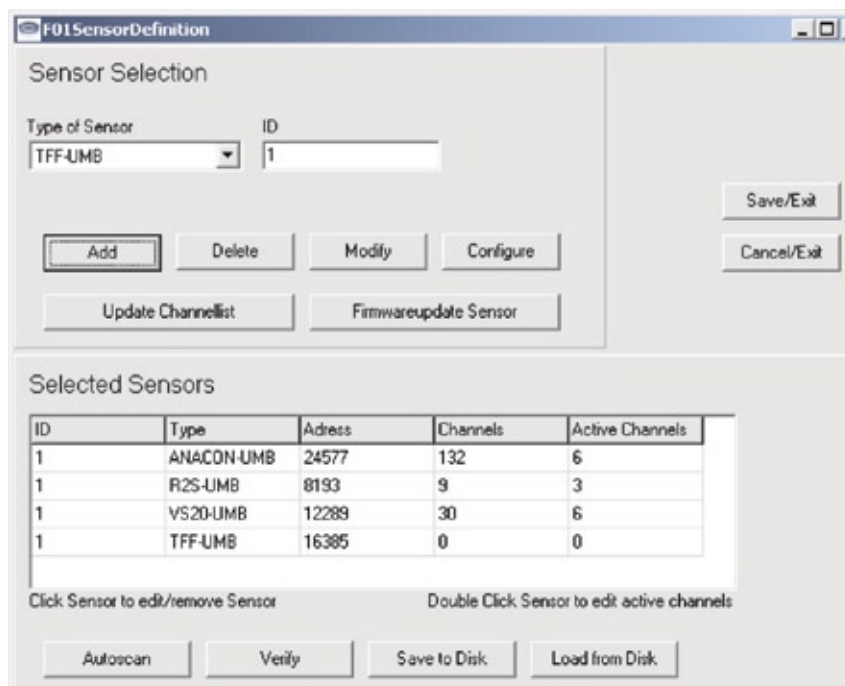 F01SensorDefinition
Sensor Selection
Type of Sensor ID
TFF-UMB 1
Save/Exit
Add Delete Modify Configure Cancel/Exit
Update Channellist Firmwareupdate Sensor
Selected Sensors
ID Type Adress Channels Active Channels
1 ANACON-UMB 24577 132 6
1 R2S-UMB 8193 9 3
1 VS20-UMB 12289 30 6
1 TFF-UMB 16385 0 0
Click Sensor to edit/remove Sensor Double Click Sensor to edit active channels
Autoscan Verify Save to Disk Load from Disk